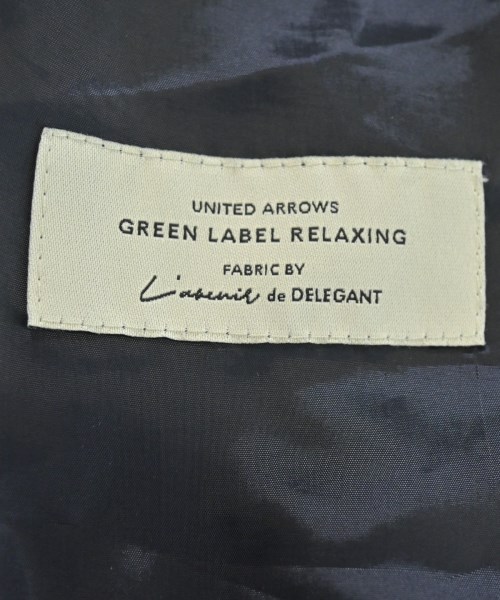 UNITED ARROWS
GREEN LABEL RELAXING
FABRIC BY
L'avenir de DELEGANT